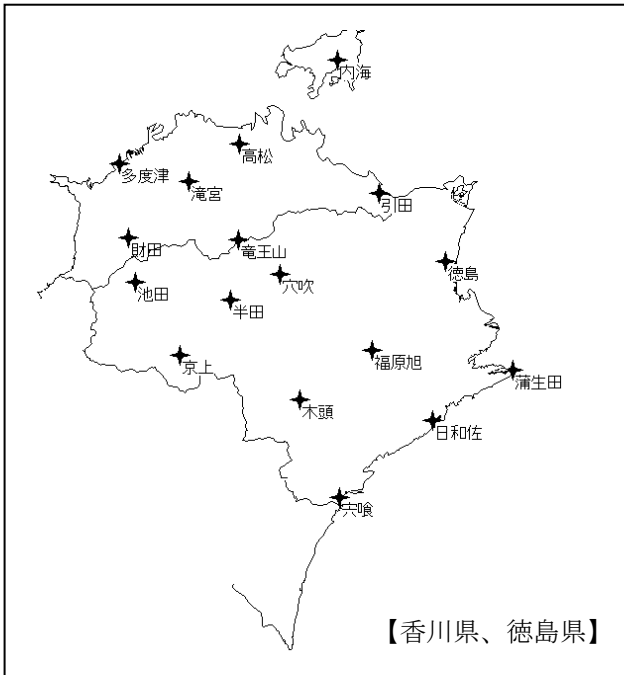 内海
高松
多度津
滝宮
引田
財田
竜王山
徳島
穴吹
池田
半田
福原旭
京上
蒲生田
木頭
日和佐
宍喰
【香川県、徳島県】